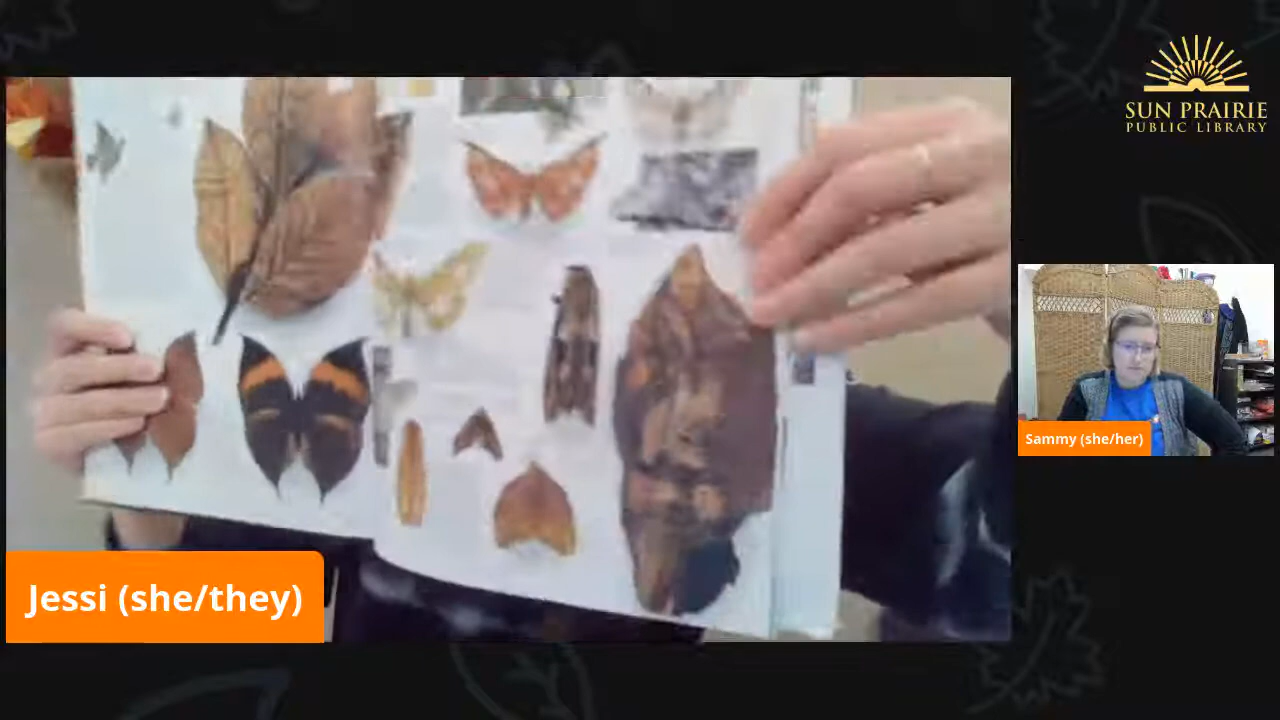 SUN PRAIRIE
PUBLIC LIBRARY
Sammy (she/her)
Jessi (she/they)